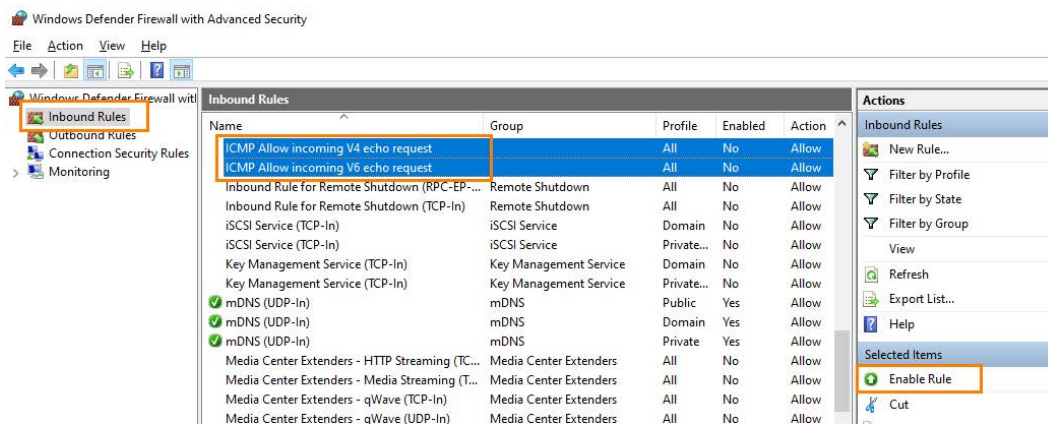 Windows Defender Firewall with Advanced Security
File Action View Help
Windows Defender Firewall wit
Inbound Rules
Outbound Rules
Connection Security Rules
Monitoring
Inbound Rules
Name Group Profile Enabled Action
ICMP Allow incoming V4 echo request All No Allow
ICMP Allow incoming V6 echo request All No Allow
Inbound Rule for Remote Shutdown (RPC-EP-... Remote Shutdown All No Allow
Inbound Rule for Remote Shutdown (TCP-In) Remote Shutdown All No Allow
iSCSI Service (TCP-In) iSCSI Service Domain No Allow
iSCSI Service (TCP-In) iSCSI Service Private... No Allow
Key Management Service (TCP-In) Key Management Service Domain No Allow
Key Management Service (TCP-In) Key Management Service Private... No Allow
mDNS (UDP-In) mDNS Public Yes Allow
mDNS (UDP-In) mDNS Domain Yes Allow
mDNS (UDP-In) mDNS Private Yes Allow
Media Center Extenders - HTTP Streaming (TC... Media Center Extenders All No Allow
Media Center Extenders - Media Streaming (T... Media Center Extenders All No Allow
Media Center Extenders - qWave (TCP-In) Media Center Extenders All No Allow
Media Center Extenders - qWave (UDP-In) Media Center Extenders All No Allow
Actions
Inbound Rules
New Rule...
Filter by Profile
Filter by State
Filter by Group
View
Refresh
Export List...
Help
Selected Items
Enable Rule
Cut